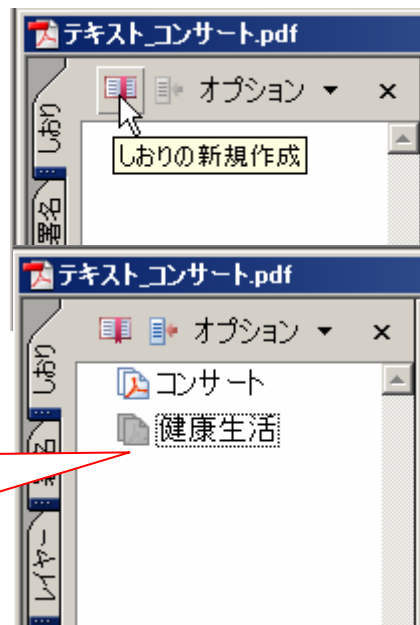 テキスト_コンサート.pdf
しおり
オプション
しおりの新規作成
署名
テキスト_コンサート.pdf
しおり
オプション
コンサート
健康生活
署名
レイヤー